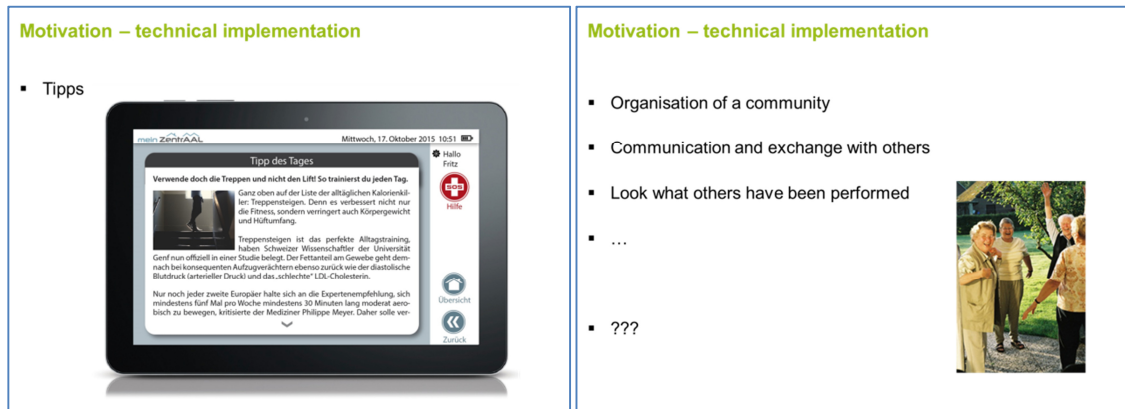 Motivation – technical implementation
▪ Tipps
mein ZentrAAL
Mittwoch, 17. Oktober 2015 10:51
Tipp des Tages
Verwende doch die Treppen und nicht den Lift! So trainierst du jeden Tag.
Ganz oben auf der Liste der alltäglichen Kalorienkil-
ler: Treppensteigen. Denn es verbessert nicht nur
die Fitness, sondern verringert auch Körpergewicht
und Hüftumfang.
Treppensteigen ist das perfekte Alltagstraining,
haben Schweizer Wissenschaftler der Universität
Genf nun offiziell in einer Studie belegt. Der Fettanteil am Gewebe geht dem-
nach bei konsequenten Aufzugverächtern ebenso zurück wie der diastolische
Blutdruck (arterieller Druck) und das „schlechte" LDL-Cholesterin.
Nur noch jeder zweite Europäer halte sich an die Expertenempfehlung, sich
mindestens fünf Mal pro Woche mindestens 30 Minuten lang moderat aero-
bisch zu bewegen, kritisierte der Mediziner Philippe Meyer. Daher solle ver-
Hallo
Fritz
SOS
Hilfe
Übersicht
Zurück
Motivation – technical implementation
▪ Organisation of a community
▪ Communication and exchange with others
▪ Look what others have been performed
▪ …
▪ ???